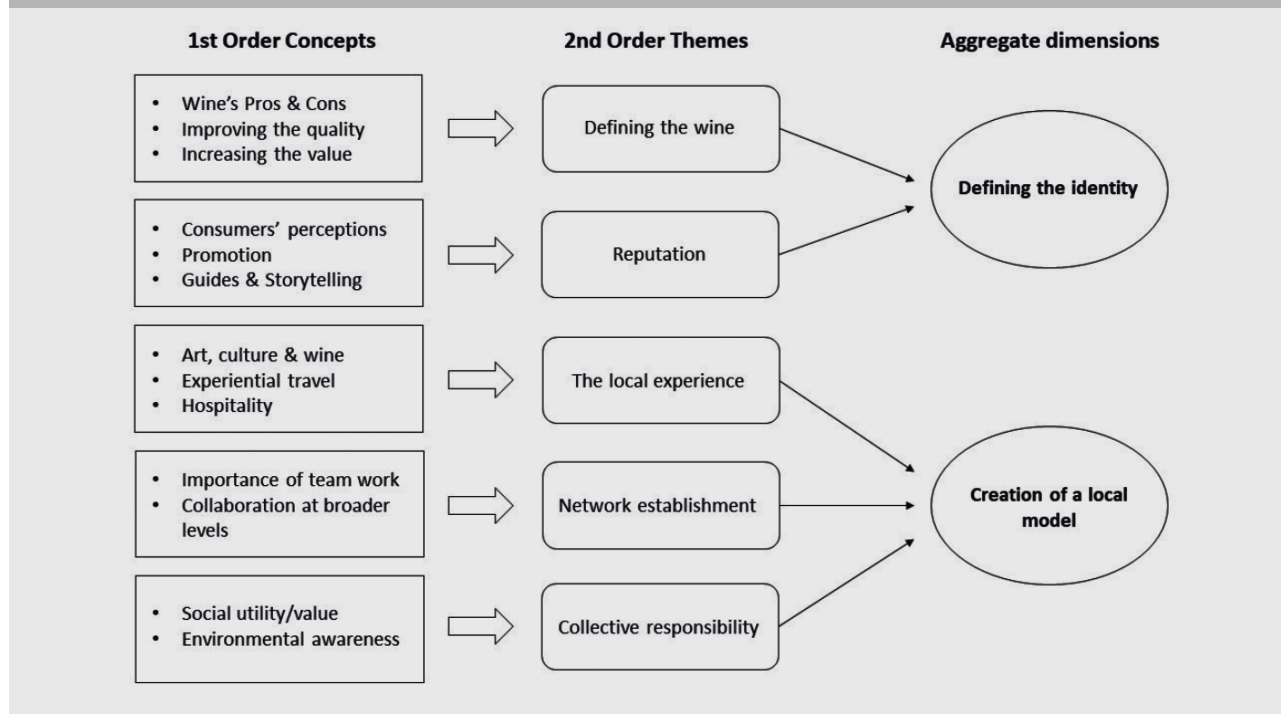 1st Order Concepts
2nd Order Themes
Aggregate dimensions
• Wine’s Pros & Cons
• Improving the quality
• Increasing the value
Defining the wine
Defining the identity
• Consumers’ perceptions
• Promotion
• Guides & Storytelling
Reputation
• Art, culture & wine
• Experiential travel
• Hospitality
The local experience
• Importance of team work
• Collaboration at broader
levels
Network establishment
Creation of a local
model
• Social utility/value
• Environmental awareness
Collective responsibility